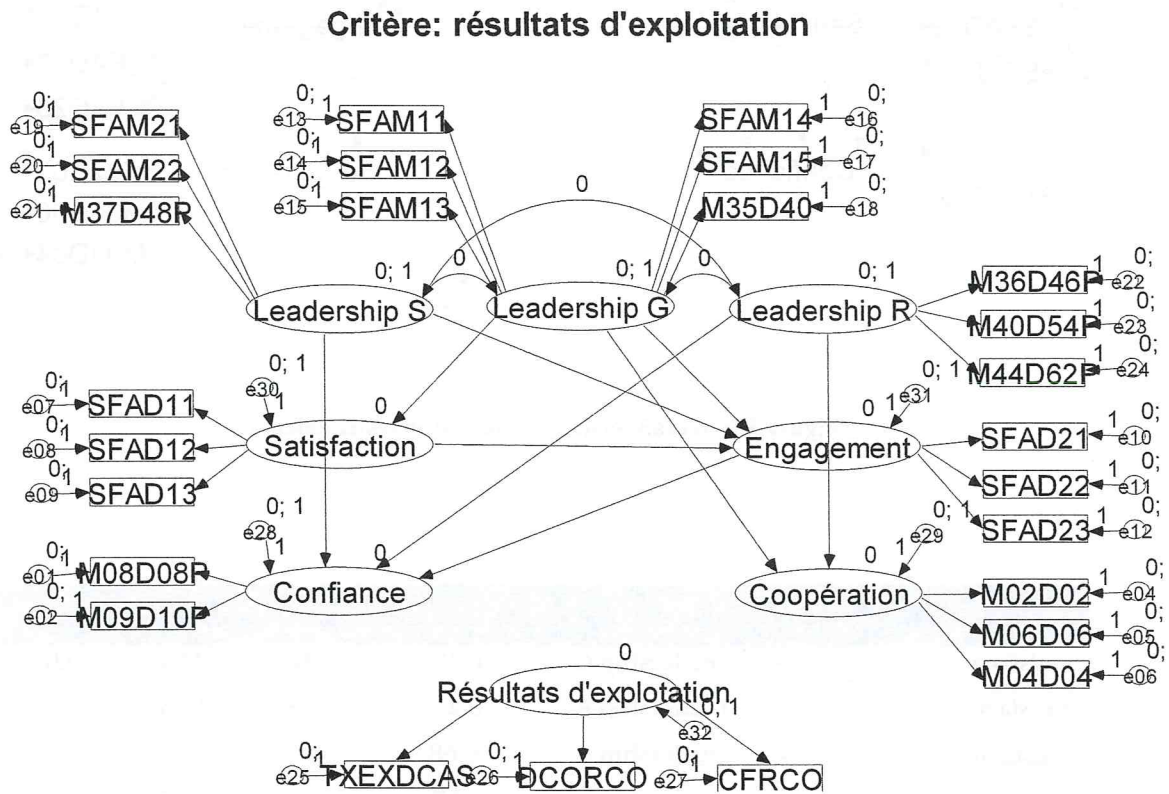 Critère: résultats d'exploitation
0; 1 e19 SFAM21
0; 1 e20 SFAM22
0; 1 e21 M37D48R
0; 1 e13 SFAM11
0; 1 e14 SFAM12
0; 1 e15 SFAM13
SFAM14 1 0; e16
SFAM15 1 0; e17
M35D40 1 0; e18
0
0
0
0; 1 Leadership S
0; 1 Leadership G
0; 1 Leadership R
M36D46P 1 0; e22
M40D54P 1 0; e23
M44D62P 1 0; e24
0; 1 e07 SFAD11
0; 1 e08 SFAD12
0; 1 e09 SFAD13
0; 1 e30 1
0 Satisfaction
0; 1 e31 1
0 Engagement
SFAD21 1 0; e10
SFAD22 1 0; e11
SFAD23 1 0; e12
0; 1 e01 M08D08P
0; 1 e02 M09D10P
0; 1 e28 1
0 Confiance
0; 1 e29 1
0 Coopération
M02D02 1 0; e04
M06D06 1 0; e05
M04D04 1 0; e06
0
Résultats d'explotation
1 0; 1 e32
0; 1 e25 TXEXDCAS
0; 1 e26 DCORCO
0; 1 e27 CFRCO